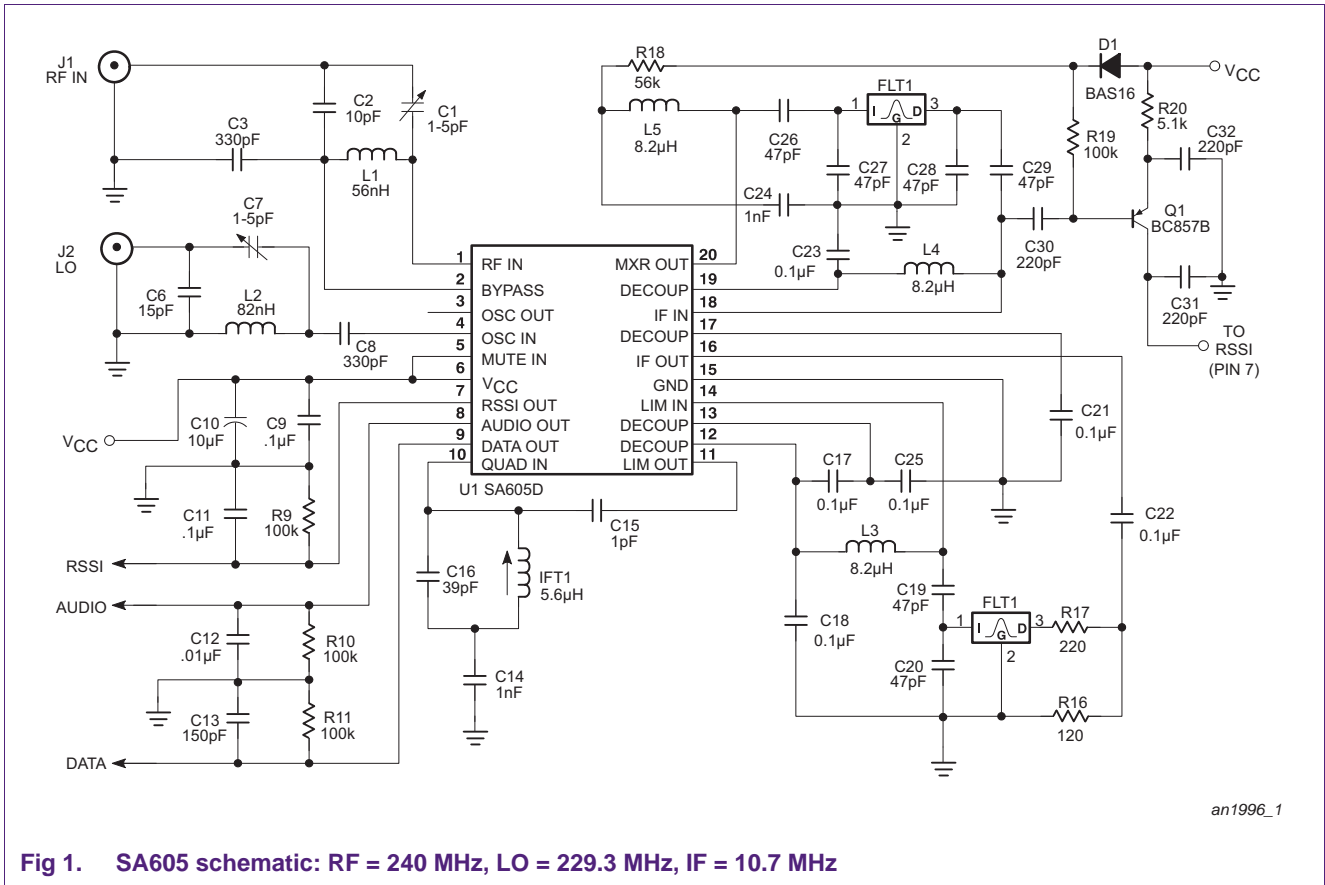 J1
RF IN
C3
330pF
C2
10pF
C1
1-5pF
L1
56nH
C7
1-5pF
J2
LO
C6
15pF
L2
82nH
C8
330pF
VCC
C10
10µF
C9
.1µF
C11
.1µF
R9
100k
RSSI
AUDIO
C12
.01µF
R10
100k
C13
150pF
R11
100k
DATA
1 RF IN
2 BYPASS
3 OSC OUT
4 OSC IN
5 MUTE IN
6 VCC
7 RSSI OUT
8 AUDIO OUT
9 DATA OUT
10 QUAD IN
MXR OUT 20
DECOUP 19
IF IN 18
DECOUP 17
IF OUT 16
GND 15
LIM IN 14
DECOUP 13
DECOUP 12
LIM OUT 11
U1 SA605D
C15
1pF
C16
39pF
IFT1
5.6µH
C14
1nF
R18
56k
L5
8.2µH
C26
47pF
FLT1
1 I G D 3
2
C27
47pF
C28
47pF
C29
47pF
C24
1nF
C23
0.1µF
L4
8.2µH
C30
220pF
D1
BAS16
VCC
R19
100k
R20
5.1k
C32
220pF
Q1
BC857B
C31
220pF
TO
RSSI
(PIN 7)
C21
0.1µF
C17
0.1µF
C25
0.1µF
C22
0.1µF
L3
8.2µH
C19
47pF
C18
0.1µF
C20
47pF
FLT1
1 I G D 3
2
R17
220
R16
120
an1996_1
Fig 1. SA605 schematic: RF = 240 MHz, LO = 229.3 MHz, IF = 10.7 MHz